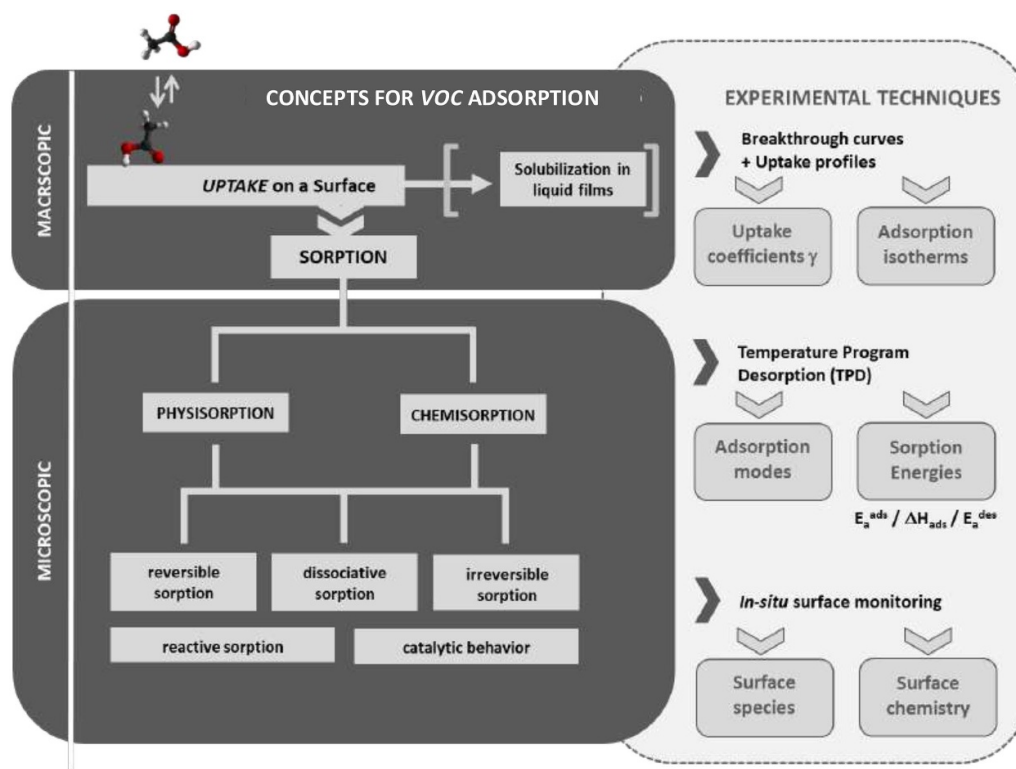 CONCEPTS FOR VOC ADSORPTION
MACRSCOPIC
UPTAKE on a Surface
Solubilization in
liquid films
SORPTION
MICROSCOPIC
PHYSISORPTION
CHEMISORPTION
reversible
sorption
dissociative
sorption
irreversible
sorption
reactive sorption
catalytic behavior
EXPERIMENTAL TECHNIQUES
Breakthrough curves
+ Uptake profiles
Uptake
coefficients γ
Adsorption
isotherms
Temperature Program
Desorption (TPD)
Adsorption
modes
Sorption
Energies
Eₐᵃᵈˢ / ΔHₐdₛ / Eₐᵈᵉˢ
In-situ surface monitoring
Surface
species
Surface
chemistry